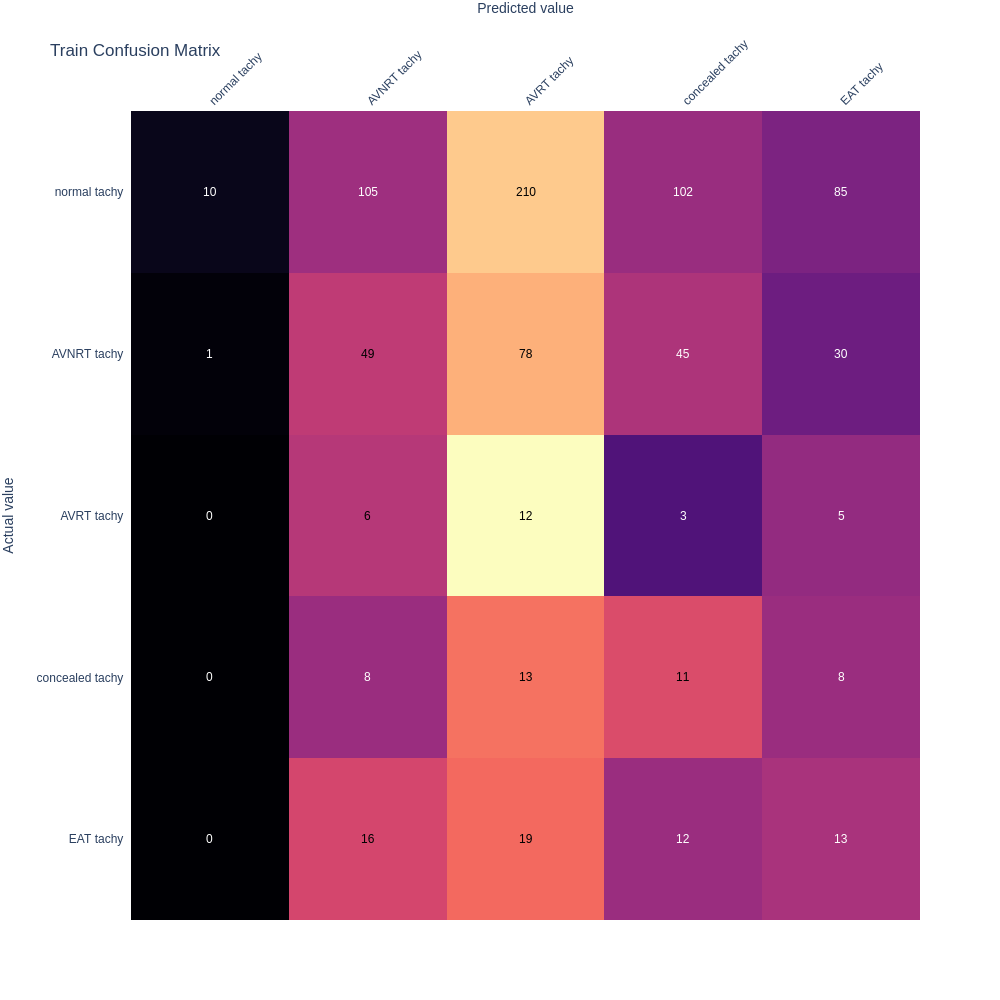 Predicted value
Train Confusion Matrix
normal tachy AVNRT tachy AVRT tachy concealed tachy EAT tachy
normal tachy 10 105 210 102 85
AVNRT tachy 1 49 78 45 30
Actual value
AVRT tachy 0 6 12 3 5
concealed tachy 0 8 13 11 8
EAT tachy 0 16 19 12 13